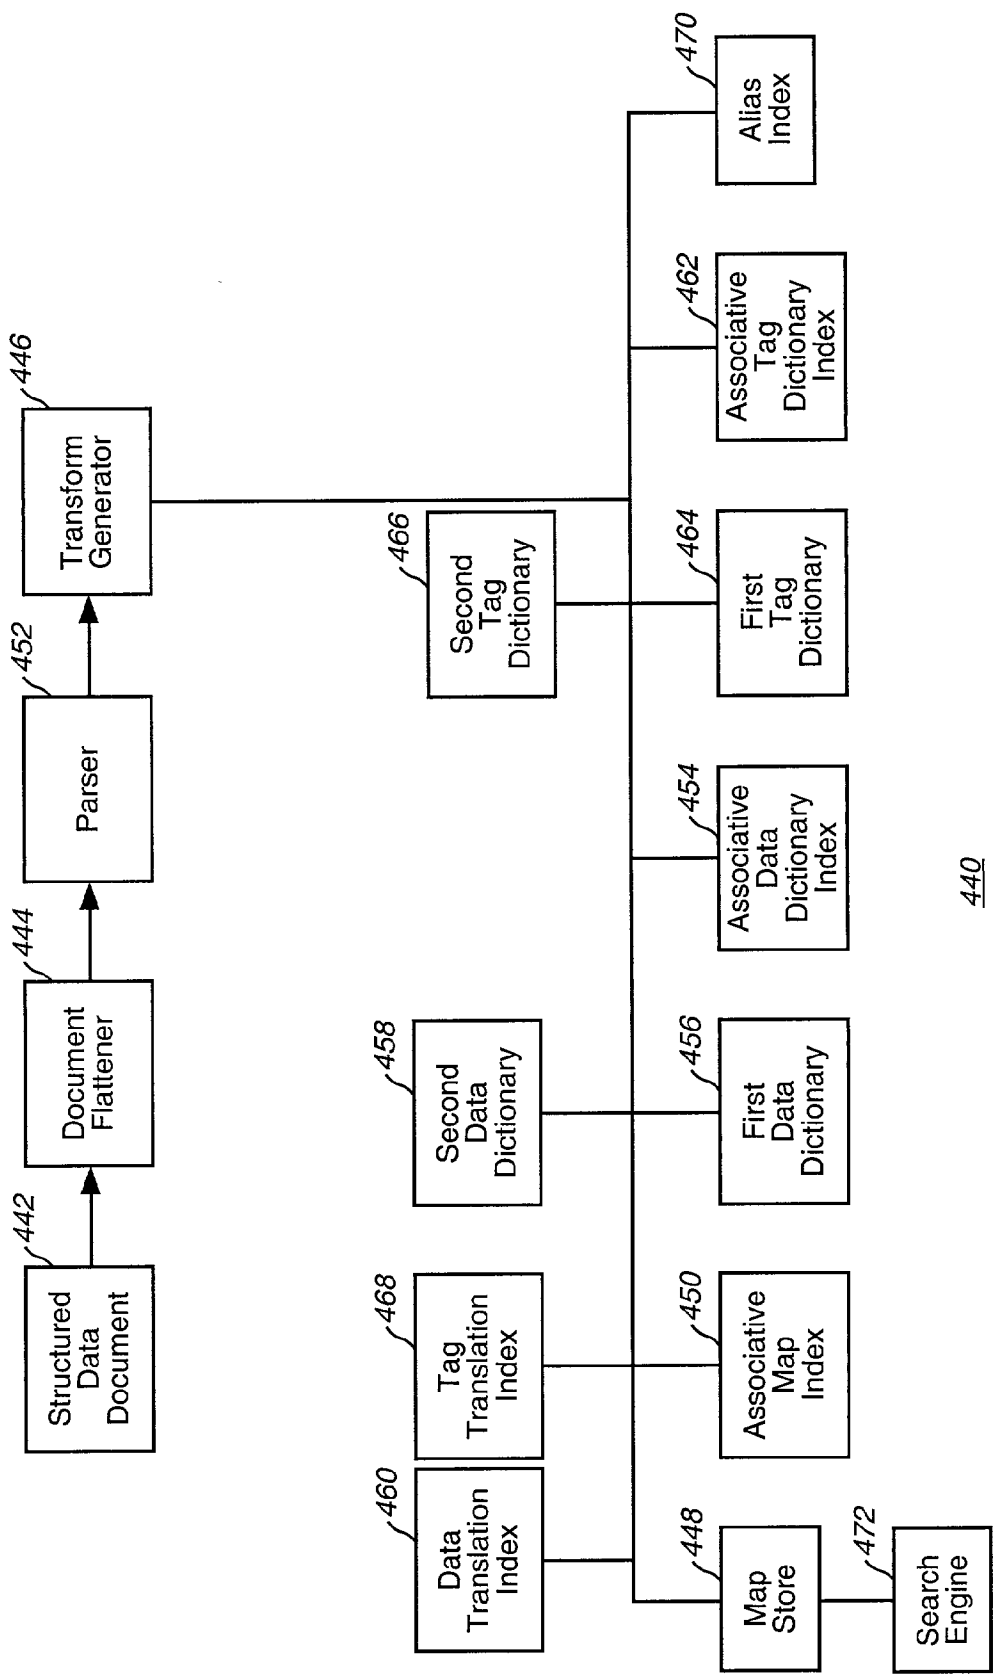 442
Structured
Data
Document
444
Document
Flattener
452
Parser
446
Transform
Generator
460
Data
Translation
Index
468
Tag
Translation
Index
458
Second
Data
Dictionary
466
Second
Tag
Dictionary
448
Map
Store
450
Associative
Map
Index
456
First
Data
Dictionary
454
Associative
Data
Dictionary
Index
464
First
Tag
Dictionary
462
Associative
Tag
Dictionary
Index
470
Alias
Index
472
Search
Engine
440